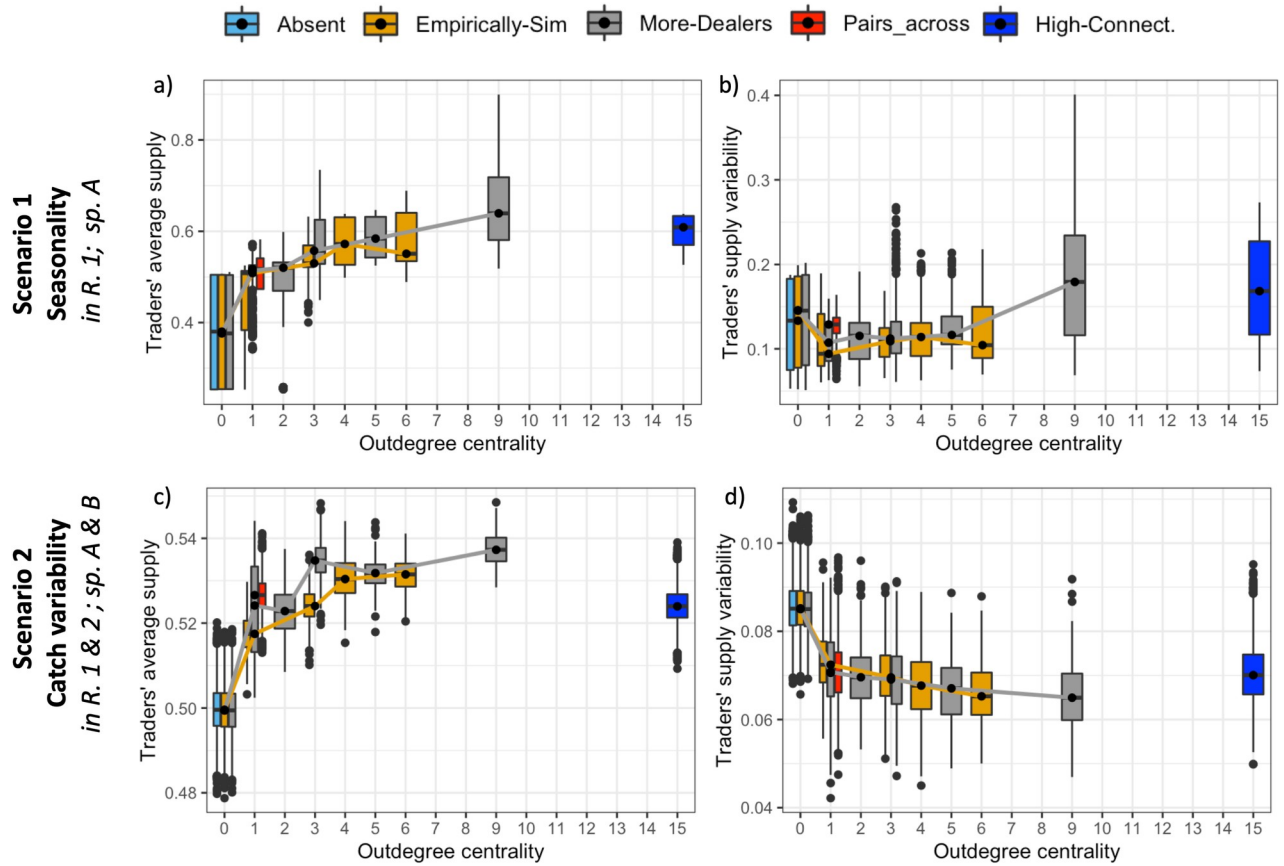 Absent Empirically-Sim More-Dealers Pairs_across High-Connect.
Scenario 1
Seasonality
in R. 1; sp. A
a)
Traders' average supply
0.8
0.6
0.4
0 1 2 3 4 5 6 7 8 9 10 11 12 13 14 15
Outdegree centrality
b)
Traders' supply variability
0.4
0.3
0.2
0.1
0 1 2 3 4 5 6 7 8 9 10 11 12 13 14 15
Outdegree centrality
Scenario 2
Catch variability
in R. 1 & 2 ; sp. A & B
c)
Traders' average supply
0.54
0.52
0.50
0.48
0 1 2 3 4 5 6 7 8 9 10 11 12 13 14 15
Outdegree centrality
d)
Traders' supply variability
0.10
0.08
0.06
0.04
0 1 2 3 4 5 6 7 8 9 10 11 12 13 14 15
Outdegree centrality